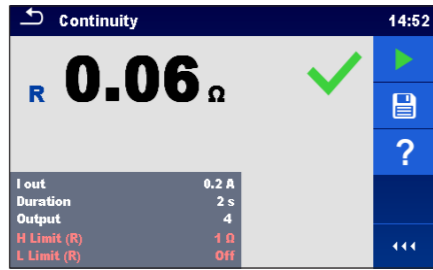 Continuity 14:52
R 0.06 Ω
?
I out 0.2 A
Duration 2 s
Output 4
H Limit (R) 1 Ω
L Limit (R) Off